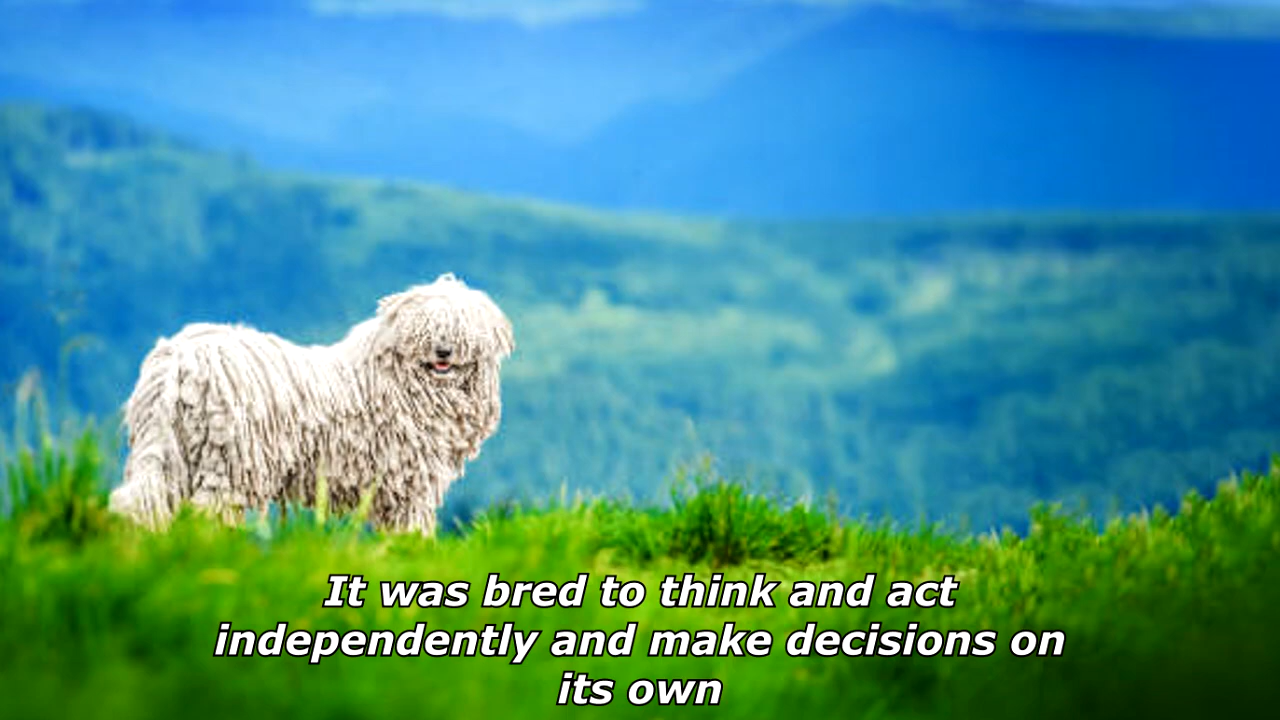 It was bred to think and act
independently and make decisions on
its own